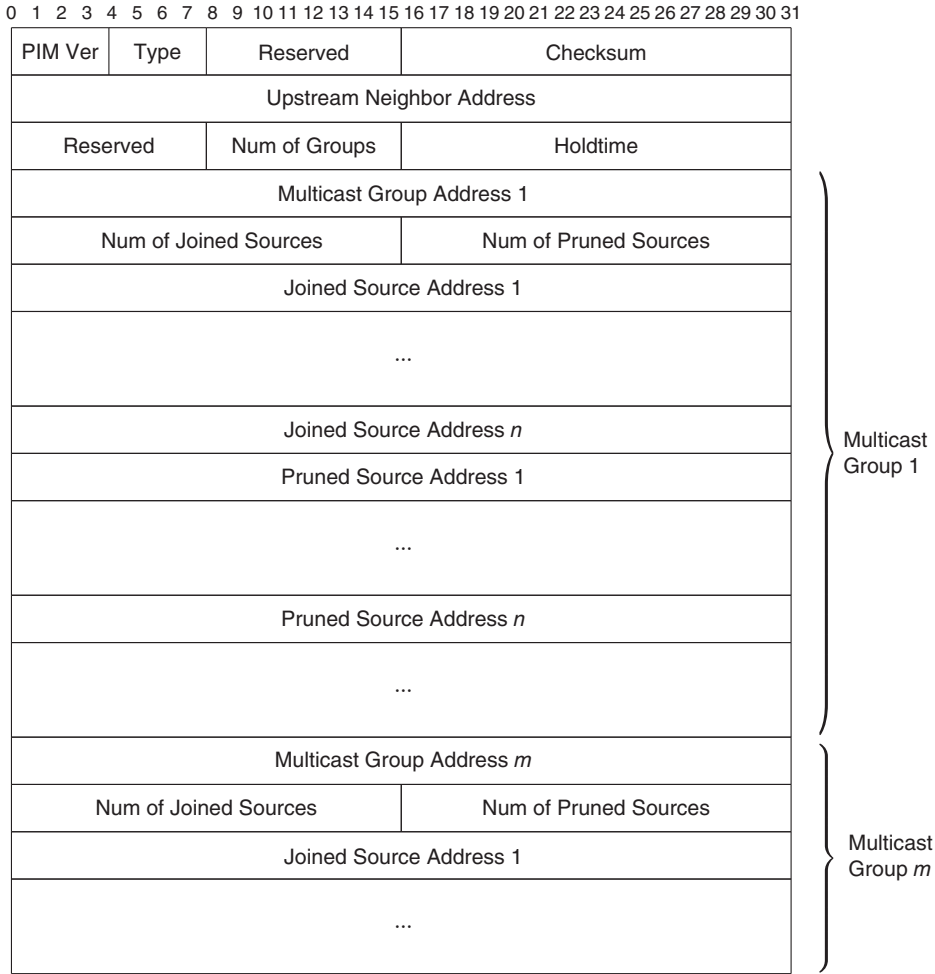 0 1 2 3 4 5 6 7 8 9 10 11 12 13 14 15 16 17 18 19 20 21 22 23 24 25 26 27 28 29 30 31
PIM Ver Type Reserved Checksum
Upstream Neighbor Address
Reserved Num of Groups Holdtime
Multicast Group Address 1
Num of Joined Sources Num of Pruned Sources
Joined Source Address 1
...
Joined Source Address n
Pruned Source Address 1
...
Pruned Source Address n
...
Multicast
Group 1
Multicast Group Address m
Num of Joined Sources Num of Pruned Sources
Joined Source Address 1
...
Multicast
Group m